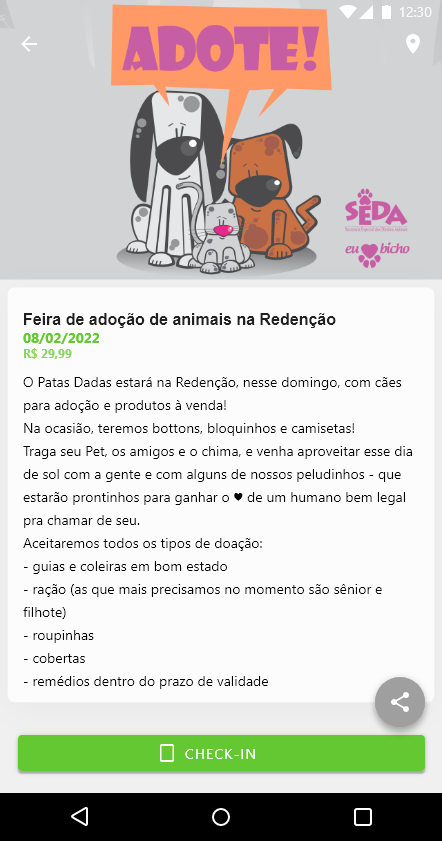 12:30
ADOTE!
SEDA
eu bicho
Feira de adoção de animais na Redenção
08/02/2022
R$ 29,99
O Patas Dadas estará na Redenção, nesse domingo, com cães
para adoção e produtos à venda!
Na ocasião, teremos bottons, bloquinhos e camisetas!
Traga seu Pet, os amigos e o chima, e venha aproveitar esse dia
de sol com a gente e com alguns de nossos peludinhos - que
estarão prontinhos para ganhar o ♥ de um humano bem legal
pra chamar de seu.
Aceitaremos todos os tipos de doação:
- guias e coleiras em bom estado
- ração (as que mais precisamos no momento são sênior e
filhote)
- roupinhas
- cobertas
- remédios dentro do prazo de validade
CHECK-IN